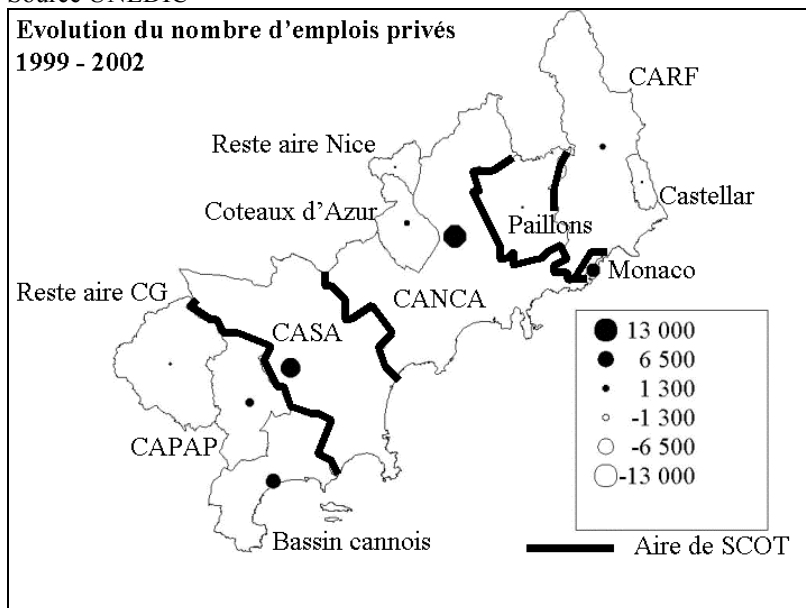 Source UNEDIC
Evolution du nombre d'emplois privés
1999 - 2002
CARF
Reste aire Nice
Castellar
Coteaux d'Azur
Paillons
Monaco
Reste aire CG
CANCA
CASA
13 000
6 500
1 300
-1 300
-6 500
-13 000
CAPAP
Bassin cannois
Aire de SCOT